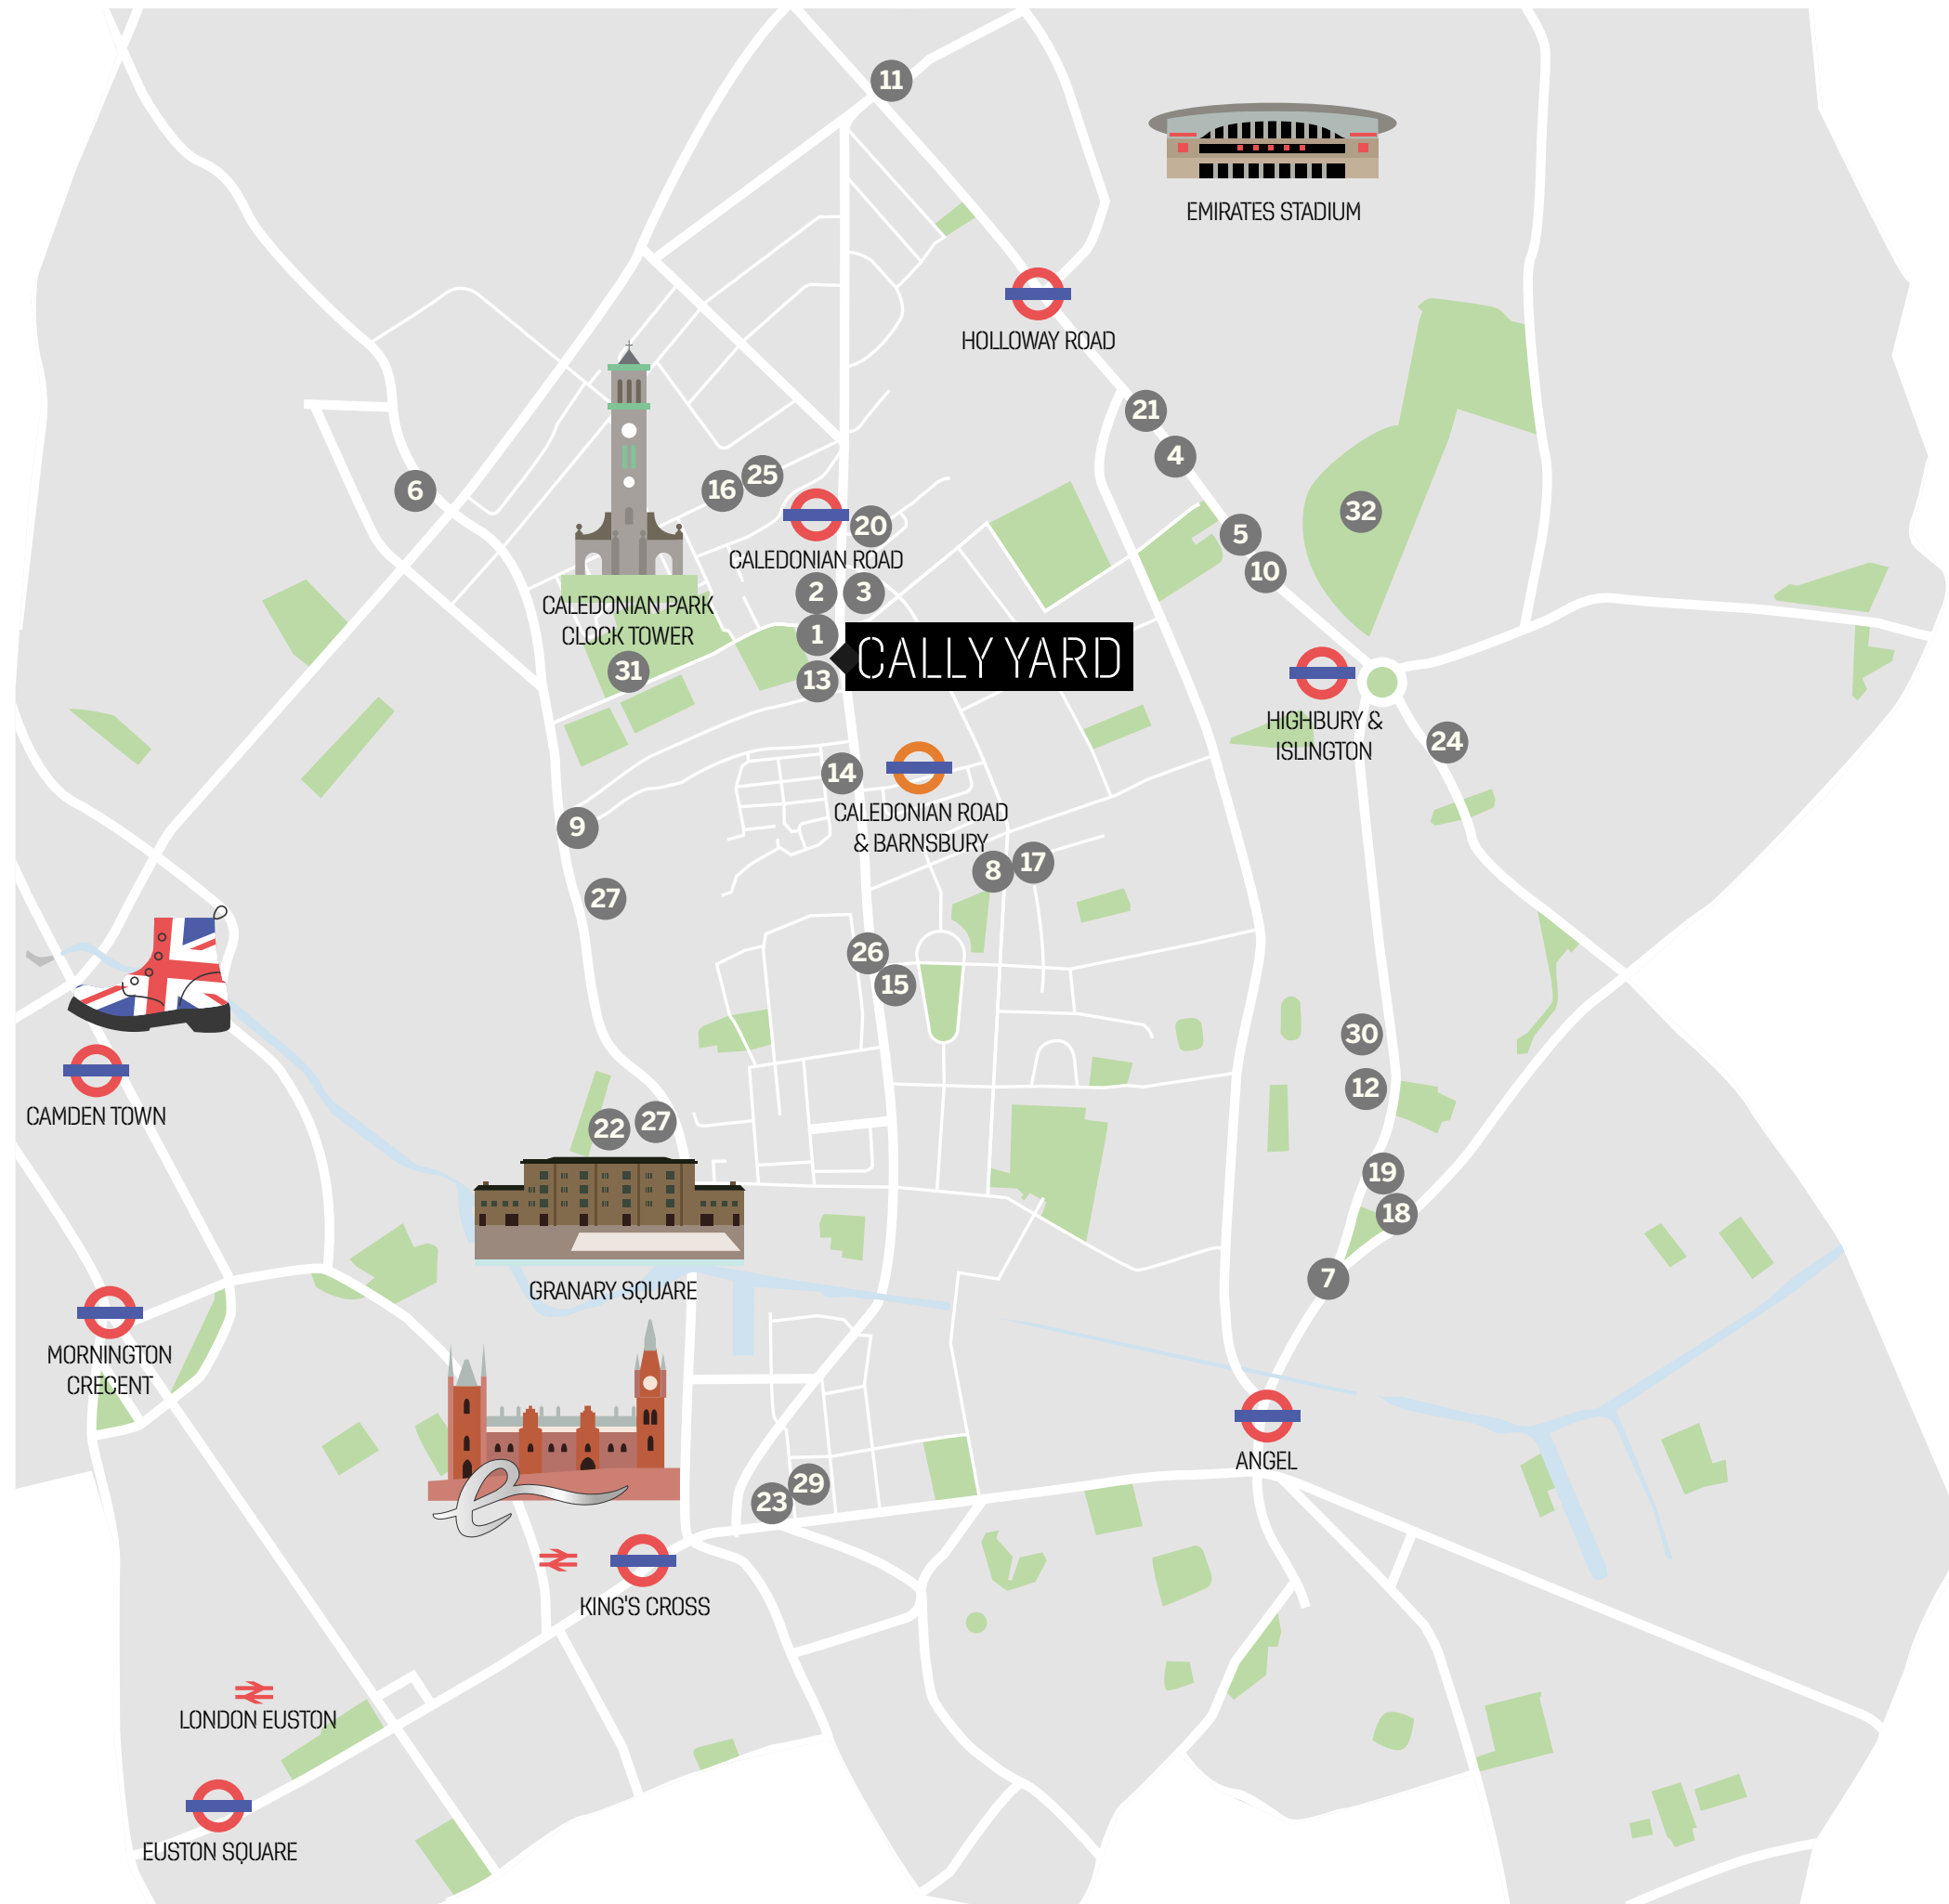 11
EMIRATES STADIUM
HOLLOWAY ROAD
21
4
6
16
25
32
20
5
CALEDONIAN ROAD
10
2
3
CALEDONIAN PARK
CLOCK TOWER
1
CALLY YARD
31
13
HIGHBURY &
ISLINGTON
24
14
CALEDONIAN ROAD
& BARNSBURY
9
8
17
27
26
15
30
12
CAMDEN TOWN
22
27
19
18
7
GRANARY SQUARE
MORNINGTON
CRECENT
ANGEL
e
29
23
KING'S CROSS
LONDON EUSTON
EUSTON SQUARE